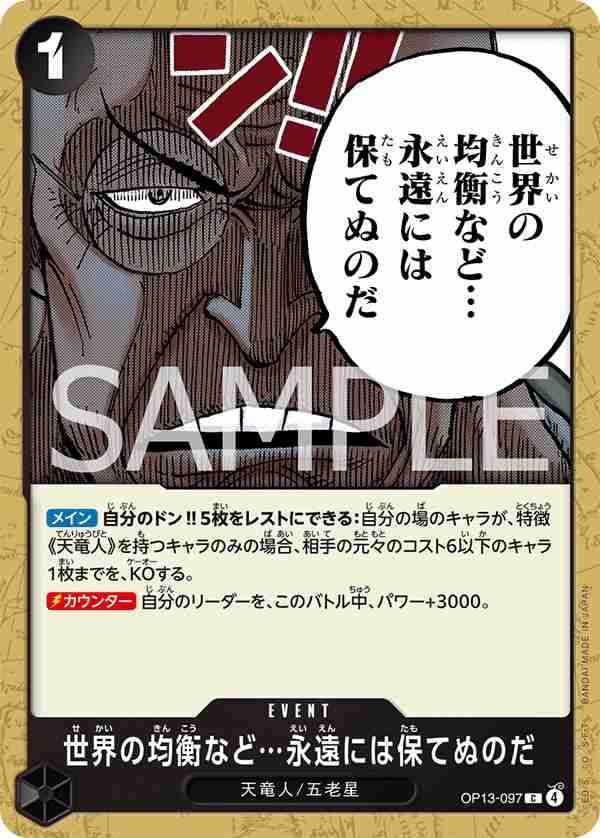 1
ン!!
世界の
均衡など…
永遠には
保てぬのだ
SAMPLE
メイン 自分のドン!!5枚をレストにできる：自分の場のキャラが、特徴
《天竜人》を持つキャラのみの場合、相手の元々のコスト6以下のキャラ
1枚までを、KOする。
カウンター 自分のリーダーを、このバトル中、パワー+3000。
EVENT
世界の均衡など…永遠には保てぬのだ
天竜人/五老星
OP13-097 C 4
BANDAI MADE IN JAPAN